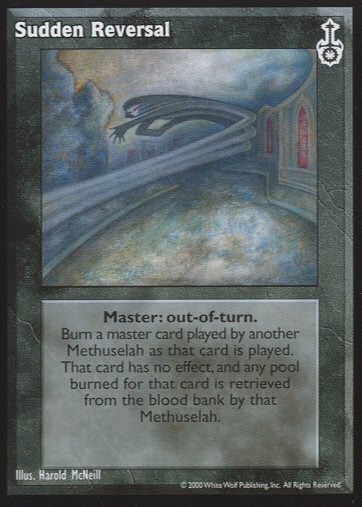 Sudden Reversal
Master: out-of-turn.
Burn a master card played by another
Methuselah as that card is played.
That card has no effect, and any pool
burned for that card is retrieved
from the blood bank by that
Methuselah.
Illus. Harold McNeill
© 2000 White Wolf Publishing, Inc. All Rights Reserved.